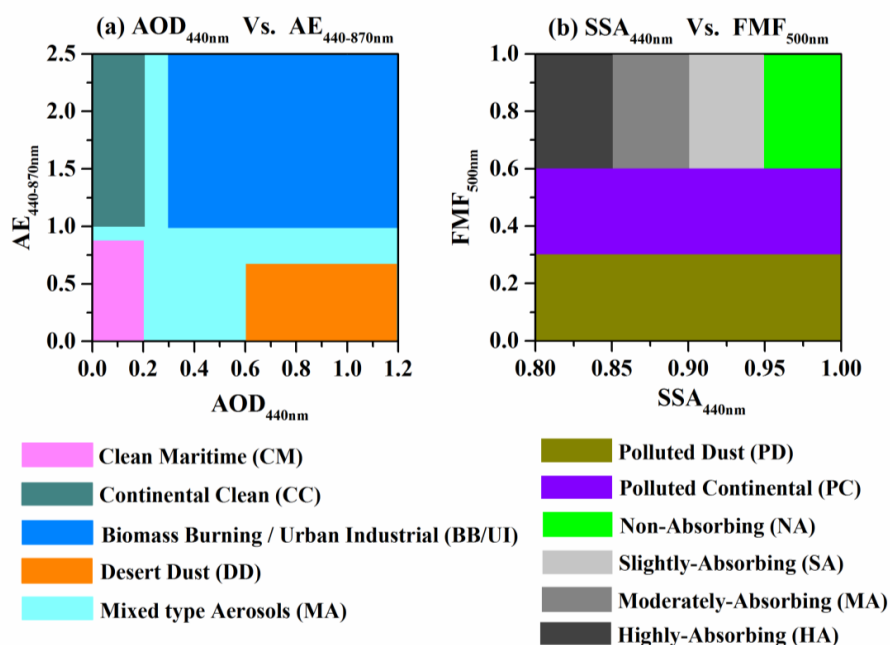 (a) AOD440nm Vs. AE440-870nm
2.5
2.0
1.5
1.0
0.5
0.0
AE440-870nm
0.0 0.2 0.4 0.6 0.8 1.0 1.2
AOD440nm
Clean Maritime (CM)
Continental Clean (CC)
Biomass Burning / Urban Industrial (BB/UI)
Desert Dust (DD)
Mixed type Aerosols (MA)
(b) SSA440nm Vs. FMF500nm
1.0
0.8
0.6
0.4
0.2
0.0
FMF500nm
0.80 0.85 0.90 0.95 1.00
SSA440nm
Polluted Dust (PD)
Polluted Continental (PC)
Non-Absorbing (NA)
Slightly-Absorbing (SA)
Moderately-Absorbing (MA)
Highly-Absorbing (HA)